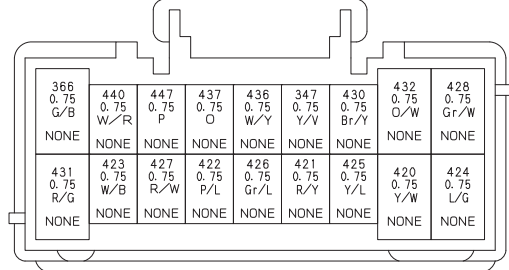 366
0.75
G/B
NONE
440
0.75
W/R
NONE
447
0.75
P
NONE
437
0.75
O
NONE
436
0.75
W/Y
NONE
347
0.75
Y/V
NONE
430
0.75
Br/Y
NONE
432
0.75
O/W
NONE
428
0.75
Gr/W
NONE
431
0.75
R/G
NONE
423
0.75
W/B
NONE
427
0.75
R/W
NONE
422
0.75
P/L
NONE
426
0.75
Gr/L
NONE
421
0.75
R/Y
NONE
425
0.75
Y/L
NONE
420
0.75
Y/W
NONE
424
0.75
L/G
NONE